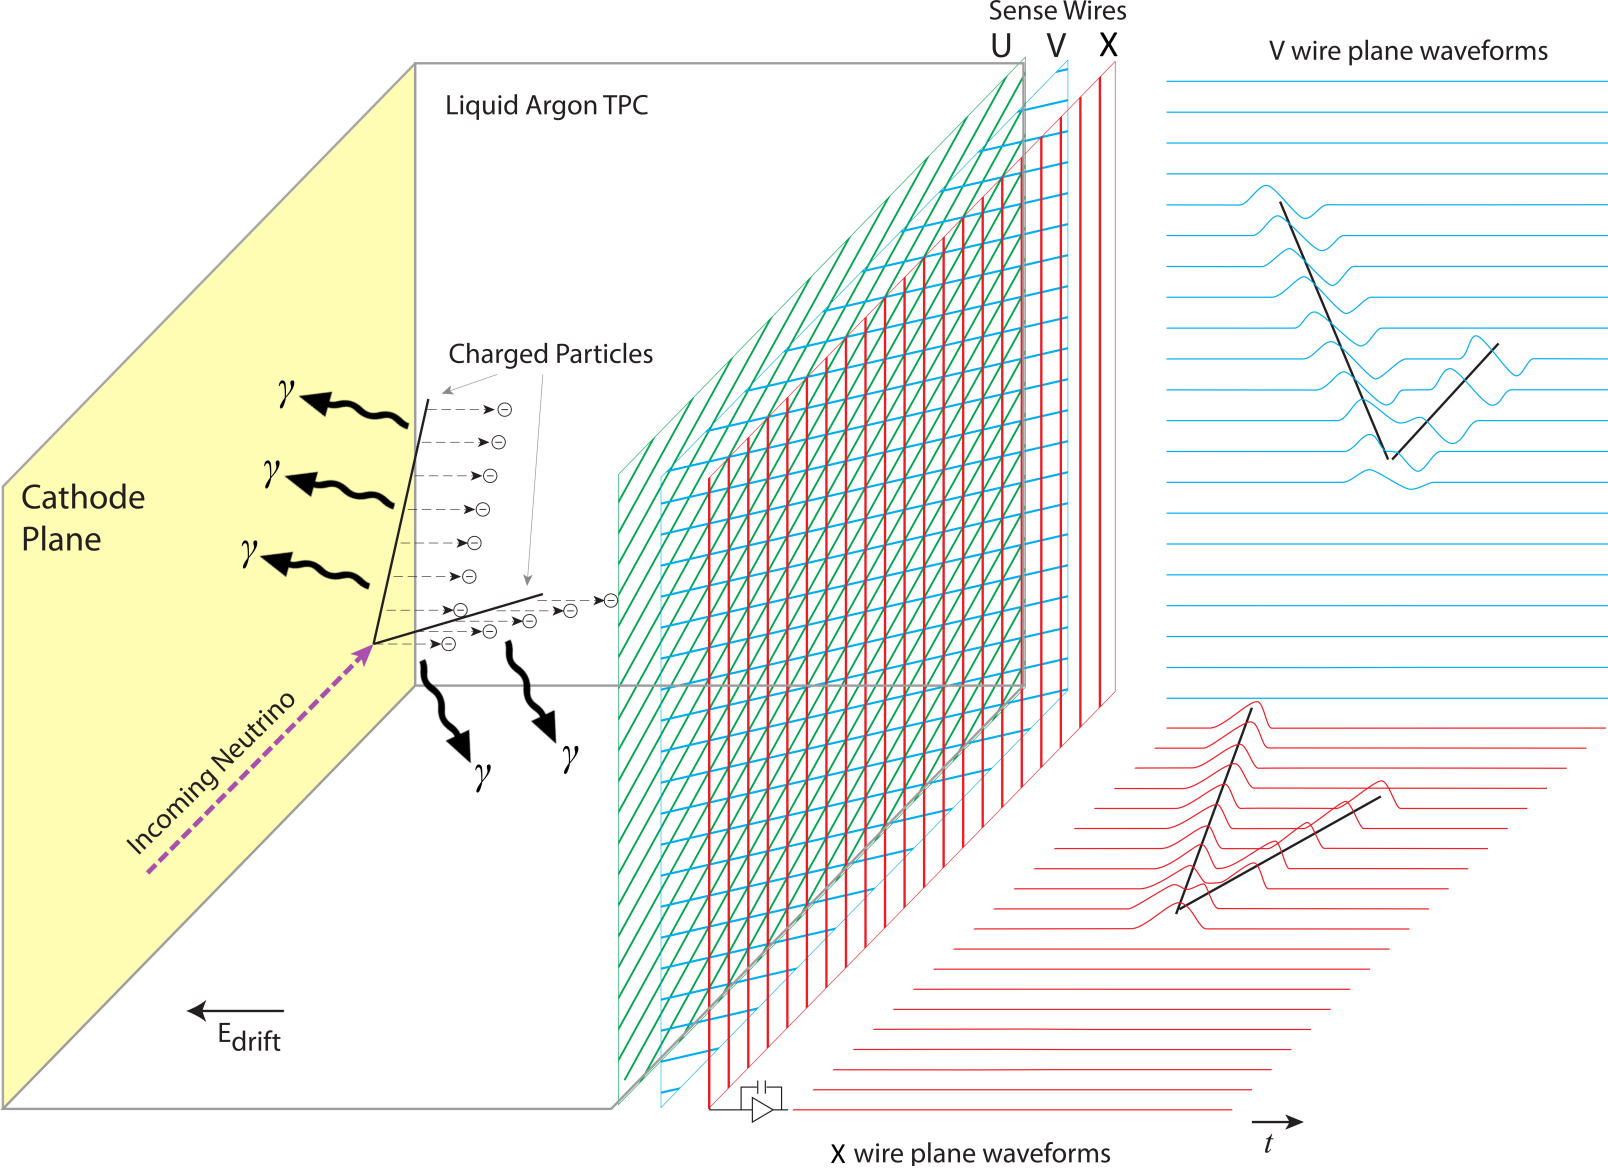 Sense Wires
U V X
V wire plane waveforms
Liquid Argon TPC
Charged Particles
γ
γ
γ
Cathode
Plane
Incoming Neutrino
γ
γ
Edrift
t
X wire plane waveforms